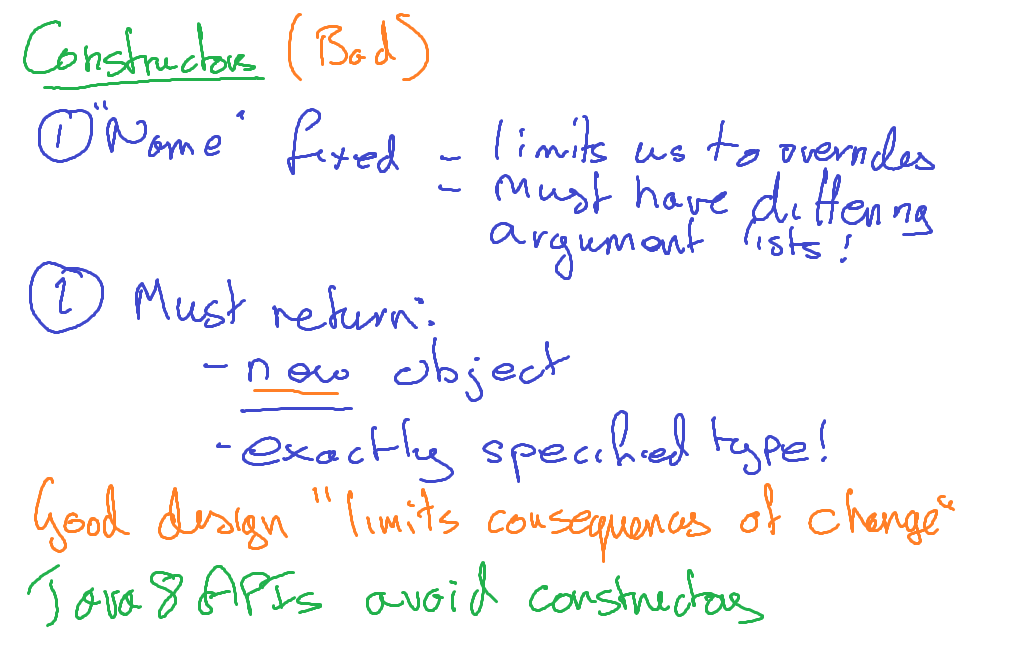 Constructors (Bad)
① "Name" fixed - limits us to overrides
- Must have differing
argument lists!
② Must return:
- new object
- exactly specified type!
Good design "limits consequences of change"
Java 8 APIs avoid constructors